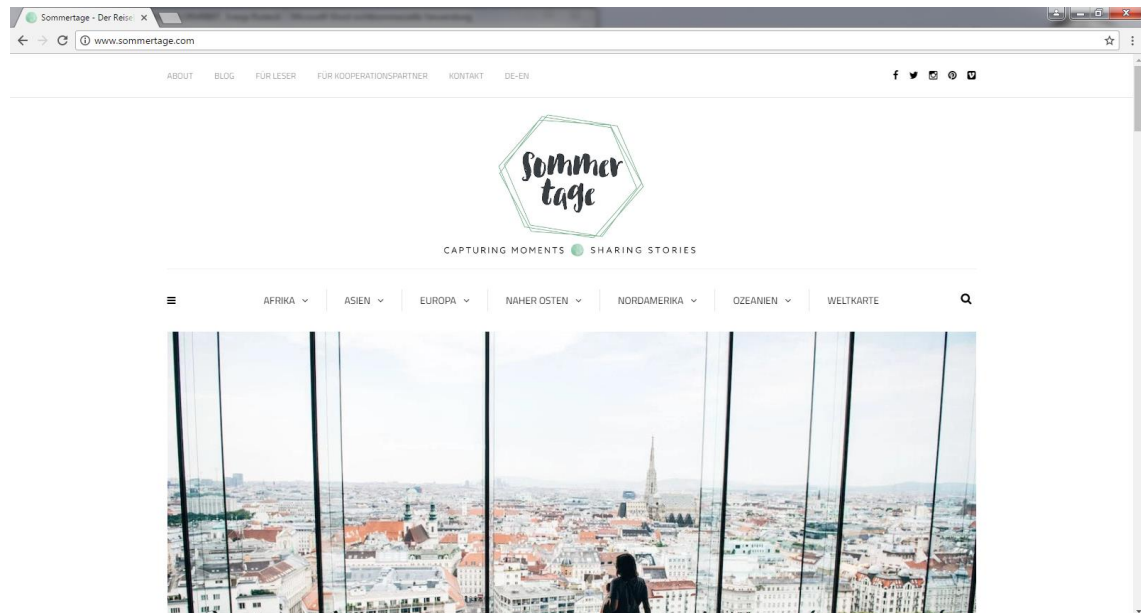 Sommertage - Der Reise
www.sommertage.com
ABOUT BLOG FÜR LESER FÜR KOOPERATIONSPARTNER KONTAKT DE-EN
Sommer
tage
CAPTURING MOMENTS SHARING STORIES
AFRIKA ASIEN EUROPA NAHER OSTEN NORDAMERIKA OZEANIEN WELTKARTE